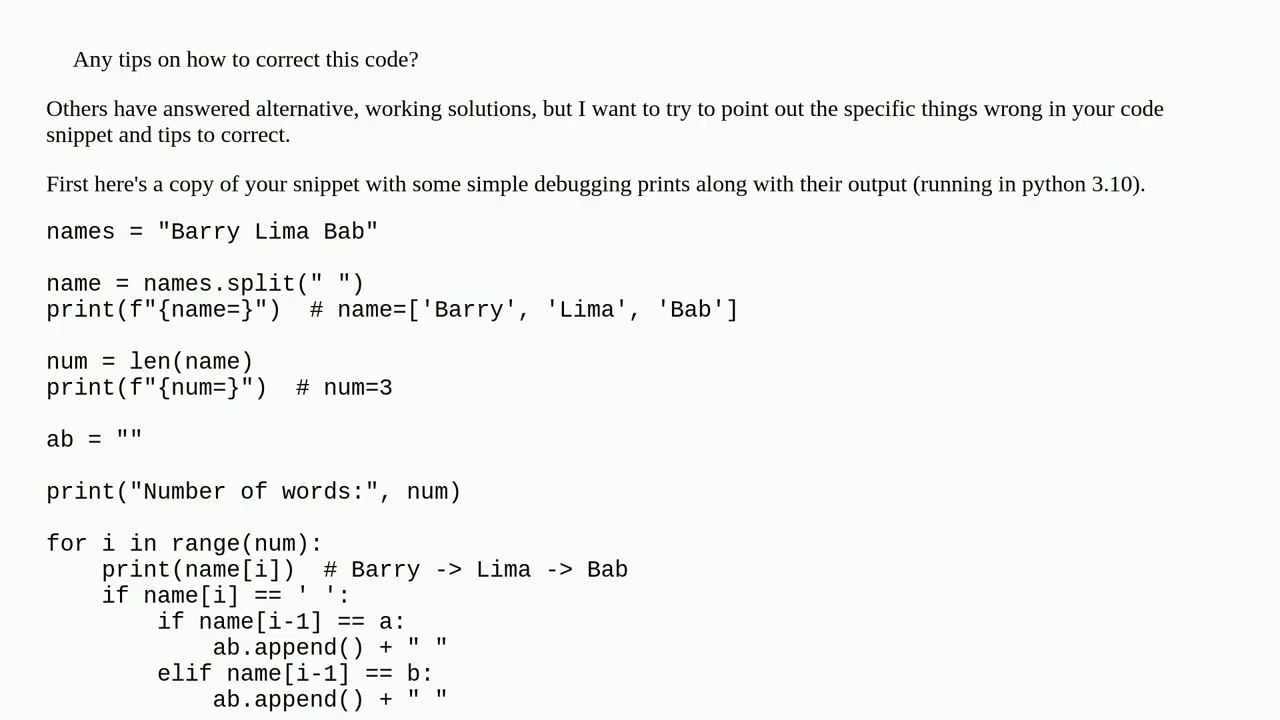 Any tips on how to correct this code?
Others have answered alternative, working solutions, but I want to try to point out the specific things wrong in your code
snippet and tips to correct.
First here's a copy of your snippet with some simple debugging prints along with their output (running in python 3.10).
names = "Barry Lima Bab"
name = names.split(" ")
print(f"{name=}")  # name=['Barry', 'Lima', 'Bab']
num = len(name)
print(f"{num=}")  # num=3
ab = ""
print("Number of words:", num)
for i in range(num):
    print(name[i])  # Barry -> Lima -> Bab
    if name[i] == ' ':
        if name[i-1] == a:
            ab.append() + " "
        elif name[i-1] == b:
            ab.append() + " "